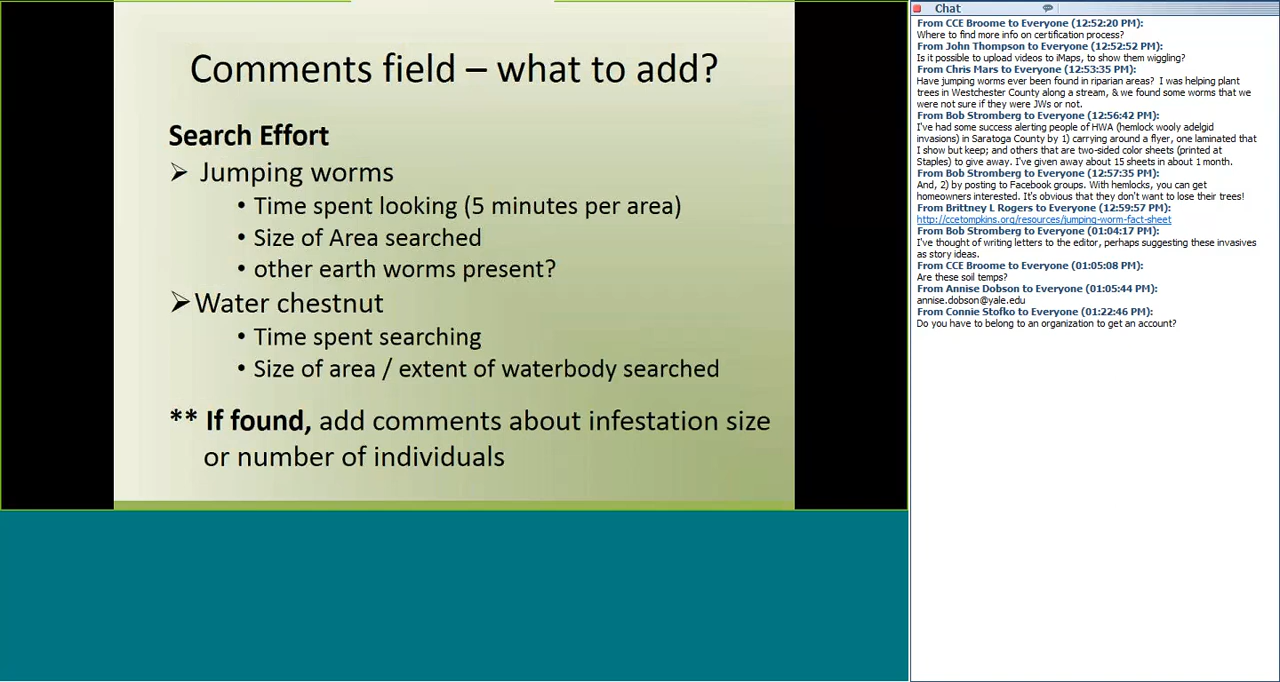 Comments field – what to add?
Search Effort
➢ Jumping worms
• Time spent looking (5 minutes per area)
• Size of Area searched
• other earth worms present?
➢Water chestnut
• Time spent searching
• Size of area / extent of waterbody searched
** If found, add comments about infestation size
or number of individuals
Chat
From CCE Broome to Everyone (12:52:20 PM):
Where to find more info on certification process?
From John Thompson to Everyone (12:52:52 PM):
Is it possible to upload videos to iMaps, to show them wiggling?
From Chris Mars to Everyone (12:53:35 PM):
Have jumping worms ever been found in riparian areas? I was helping plant
trees in Westchester County along a stream, & we found some worms that we
were not sure if they were JWs or not.
From Bob Stromberg to Everyone (12:56:42 PM):
I've had some success alerting people of HWA (hemlock wooly adelgid
invasions) in Saratoga County by 1) carrying around a flyer, one laminated that
I show but keep; and others that are two-sided color sheets (printed at
Staples) to give away. I've given away about 15 sheets in about 1 month.
From Bob Stromberg to Everyone (12:57:35 PM):
And, 2) by posting to Facebook groups. With hemlocks, you can get
homeowners interested. It's obvious that they don't want to lose their trees!
From Brittney L Rogers to Everyone (12:59:57 PM):
http://ccetompkins.org/resources/jumping-worm-fact-sheet
From Bob Stromberg to Everyone (01:04:17 PM):
I've thought of writing letters to the editor, perhaps suggesting these invasives
as story ideas.
From CCE Broome to Everyone (01:05:08 PM):
Are these soil temps?
From Annise Dobson to Everyone (01:05:44 PM):
annise.dobson@yale.edu
From Connie Stofko to Everyone (01:22:46 PM):
Do you have to belong to an organization to get an account?